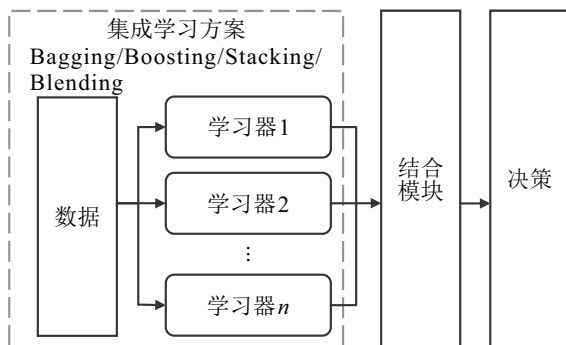 集成学习方案
Bagging/Boosting/Stacking/
Blending
数据
学习器1
学习器2
⋮
学习器n
结合
模块
决策